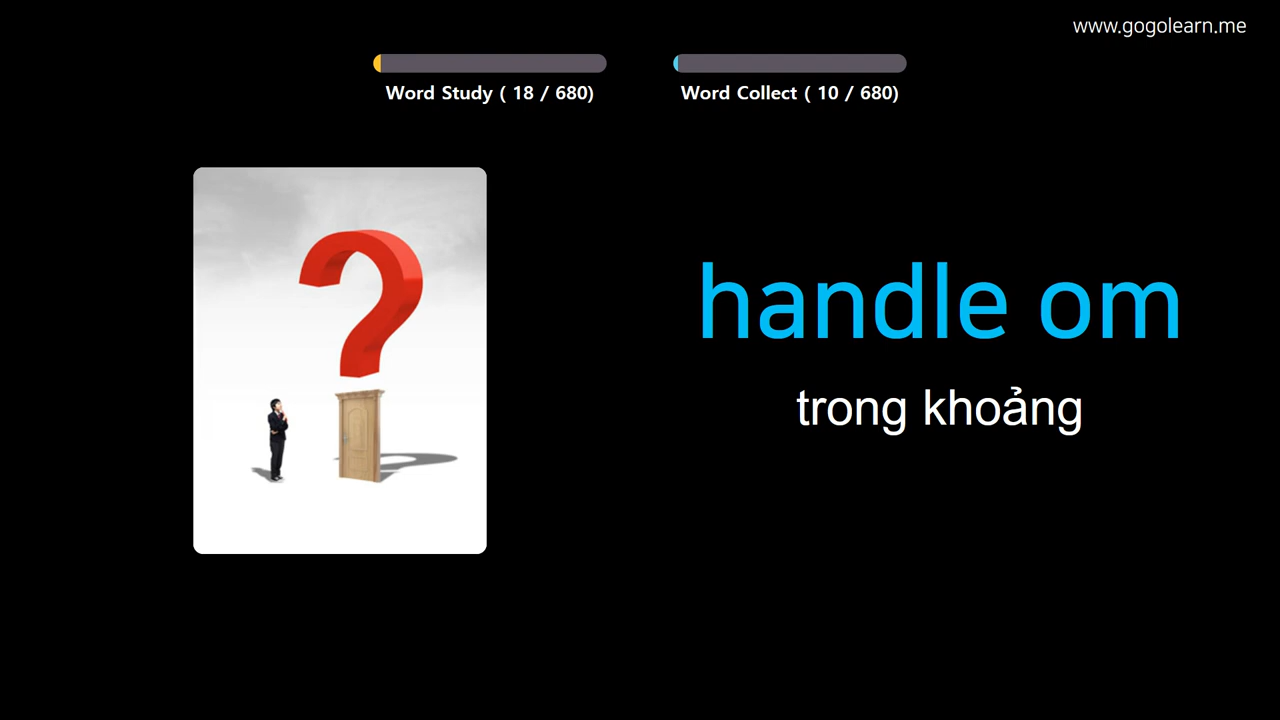 www.gogolearn.me
Word Study ( 18 / 680)
Word Collect ( 10 / 680)
handle om
trong khoảng